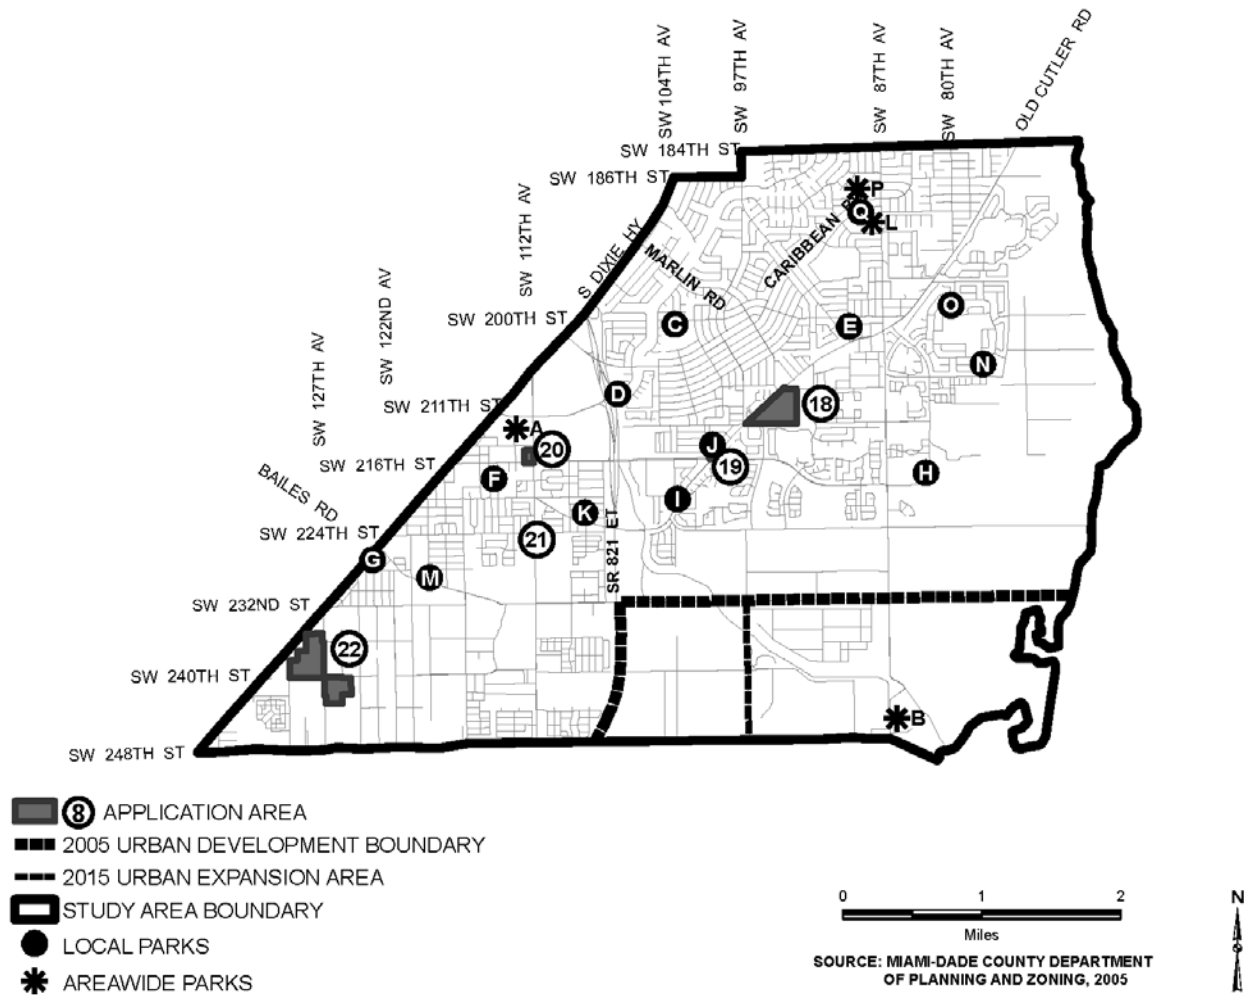 SW 104TH AV
SW 97TH AV
SW 87TH AV
SW 80TH AV
OLD CUTLER RD
SW 184TH ST
SW 186TH ST
SW 112TH AV
S DIXIE HY
MARLIN RD
CARIBBEAN
P
Q
L
SW 122ND AV
SW 200TH ST
C
E
O
N
SW 127TH AV
D
SW 211TH ST
18
A
20
J
19
SW 216TH ST
F
H
BAILES RD
I
K
SW 224TH ST
21
SR 821 ET
G
M
SW 232ND ST
22
SW 240TH ST
B
SW 248TH ST
8 APPLICATION AREA
2005 URBAN DEVELOPMENT BOUNDARY
2015 URBAN EXPANSION AREA
STUDY AREA BOUNDARY
LOCAL PARKS
AREAWIDE PARKS
0 1 2
Miles
SOURCE: MIAMI-DADE COUNTY DEPARTMENT
OF PLANNING AND ZONING, 2005
N